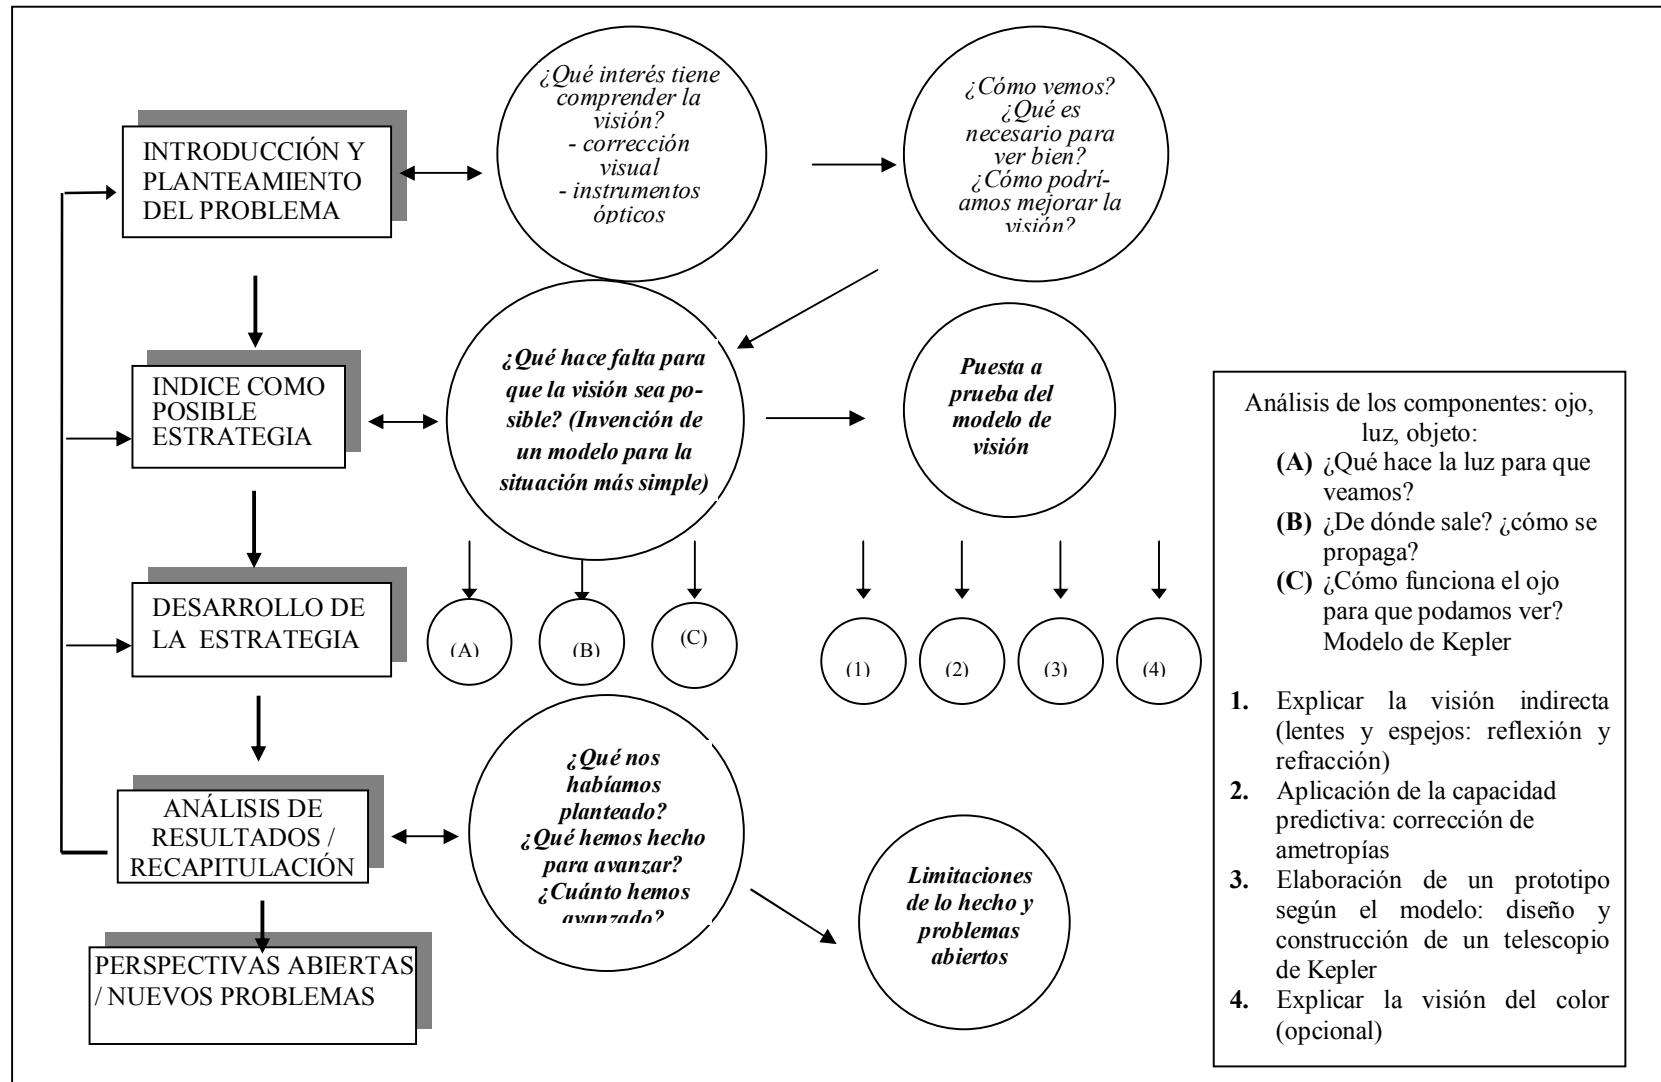 INTRODUCCIÓN Y
PLANTEAMIENTO
DEL PROBLEMA
¿Qué interés tiene
comprender la
visión?
- corrección
visual
- instrumentos
ópticos
¿Cómo vemos?
¿Qué es
necesario para
ver bien?
¿Cómo podrí-
amos mejorar la
visión?
INDICE COMO
POSIBLE
ESTRATEGIA
¿Qué hace falta para
que la visión sea po-
sible? (Invención de
un modelo para la
situación más simple)
Puesta a
prueba del
modelo de
visión
DESARROLLO DE
LA ESTRATEGIA
(A)
(B)
(C)
(1)
(2)
(3)
(4)
ANÁLISIS DE
RESULTADOS /
RECAPITULACIÓN
¿Qué nos
habíamos
planteado?
¿Qué hemos hecho
para avanzar?
¿Cuánto hemos
avanzado?
Limitaciones
de lo hecho y
problemas
abiertos
PERSPECTIVAS ABIERTAS
/ NUEVOS PROBLEMAS
Análisis de los componentes: ojo,
luz, objeto:
(A) ¿Qué hace la luz para que
veamos?
(B) ¿De dónde sale? ¿cómo se
propaga?
(C) ¿Cómo funciona el ojo
para que podamos ver?
Modelo de Kepler
1. Explicar la visión indirecta
(lentes y espejos: reflexión y
refracción)
2. Aplicación de la capacidad
predictiva: corrección de
ametropías
3. Elaboración de un prototipo
según el modelo: diseño y
construcción de un telescopio
de Kepler
4. Explicar la visión del color
(opcional)